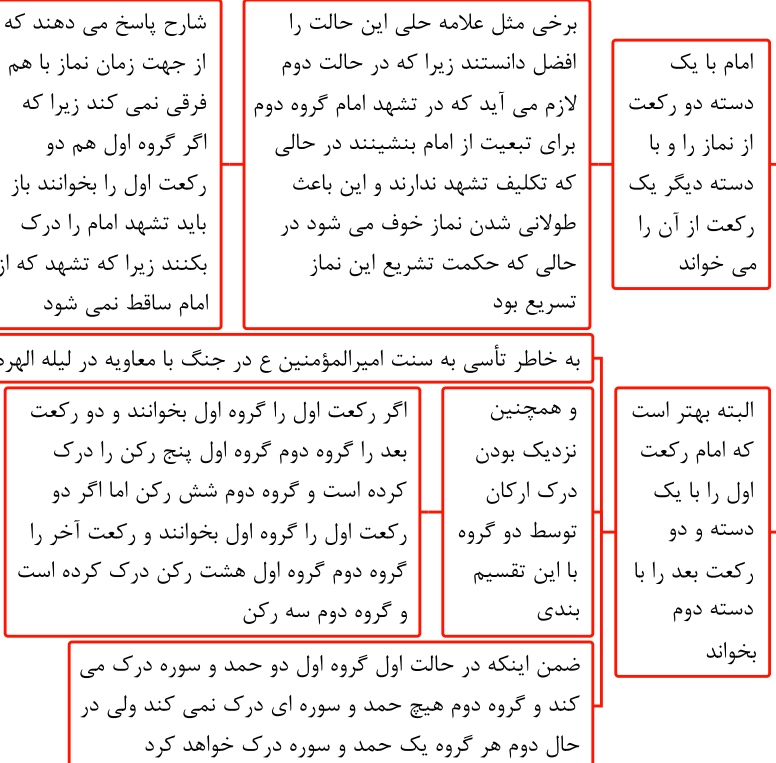 امام با یک
دسته دو رکعت
از نماز را و با
دسته دیگر یک
رکعت از آن را
می خواند
برخی مثل علامه حلی این حالت را
افضل دانستند زیرا که در حالت دوم
لازم می آید که در تشهد امام گروه دوم
برای تبعیت از امام بنشینند در حالی
که تکلیف تشهد ندارند و این باعث
طولانی شدن نماز خوف می شود در
حالی که حکمت تشریع این نماز
تسریع بود
شارح پاسخ می دهند که
از جهت زمان نماز با هم
فرقی نمی کند زیرا که
اگر گروه اول هم دو
رکعت اول را بخوانند باز
باید تشهد امام را درک
بکنند زیرا که تشهد که از
امام ساقط نمی شود
البته بهتر است
که امام رکعت
اول را با یک
دسته و دو
رکعت بعد را با
دسته دوم
بخواند
به خاطر تأسی به سنت امیرالمؤمنین ع در جنگ با معاویه در لیله
و همچنین
نزدیک بودن
درک ارکان
توسط دو گروه
با این تقسیم
بندی
اگر رکعت اول را گروه اول بخوانند و دو رکعت
بعد را گروه دوم گروه اول پنج رکن را درک
کرده است و گروه دوم شش رکن اما اگر دو
رکعت اول را گروه اول بخوانند و رکعت آخر را
گروه دوم گروه اول هشت رکن درک کرده است
و گروه دوم سه رکن
ضمن اینکه در حالت اول گروه اول دو حمد و سوره درک می
کند و گروه دوم هیچ حمد و سوره ای درک نمی کند ولی در
حال دوم هر گروه یک حمد و سوره درک خواهد کرد